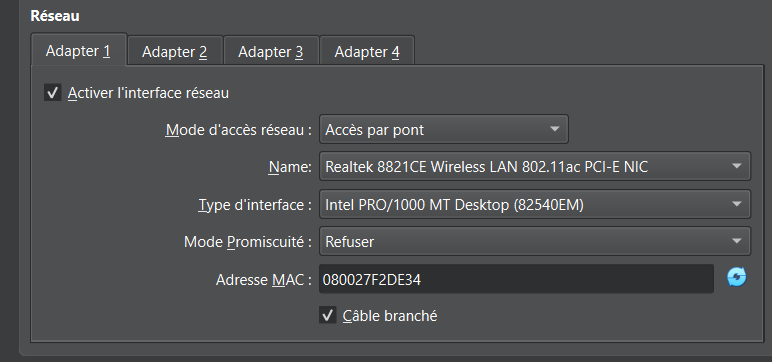 Réseau
Adapter 1 Adapter 2 Adapter 3 Adapter 4
Activer l'interface réseau
Mode d'accès réseau : Accès par pont
Name: Realtek 8821CE Wireless LAN 802.11ac PCI-E NIC
Type d'interface : Intel PRO/1000 MT Desktop (82540EM)
Mode Promiscuité : Refuser
Adresse MAC : 080027F2DE34
Câble branché